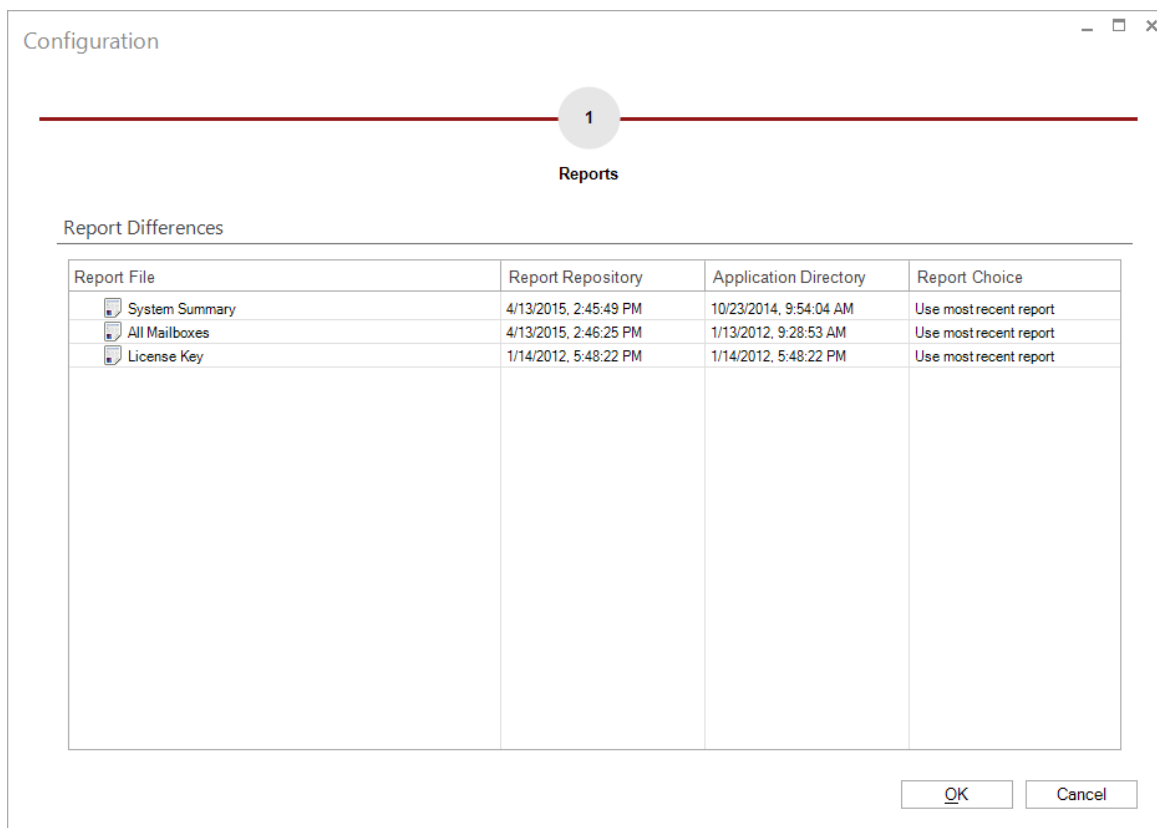 Configuration
1
Reports
Report Differences
Report File Report Repository Application Directory Report Choice
System Summary 4/13/2015, 2:45:49 PM 10/23/2014, 9:54:04 AM Use most recent report
All Mailboxes 4/13/2015, 2:46:25 PM 1/13/2012, 9:28:53 AM Use most recent report
License Key 1/14/2012, 5:48:22 PM 1/14/2012, 5:48:22 PM Use most recent report
OK Cancel